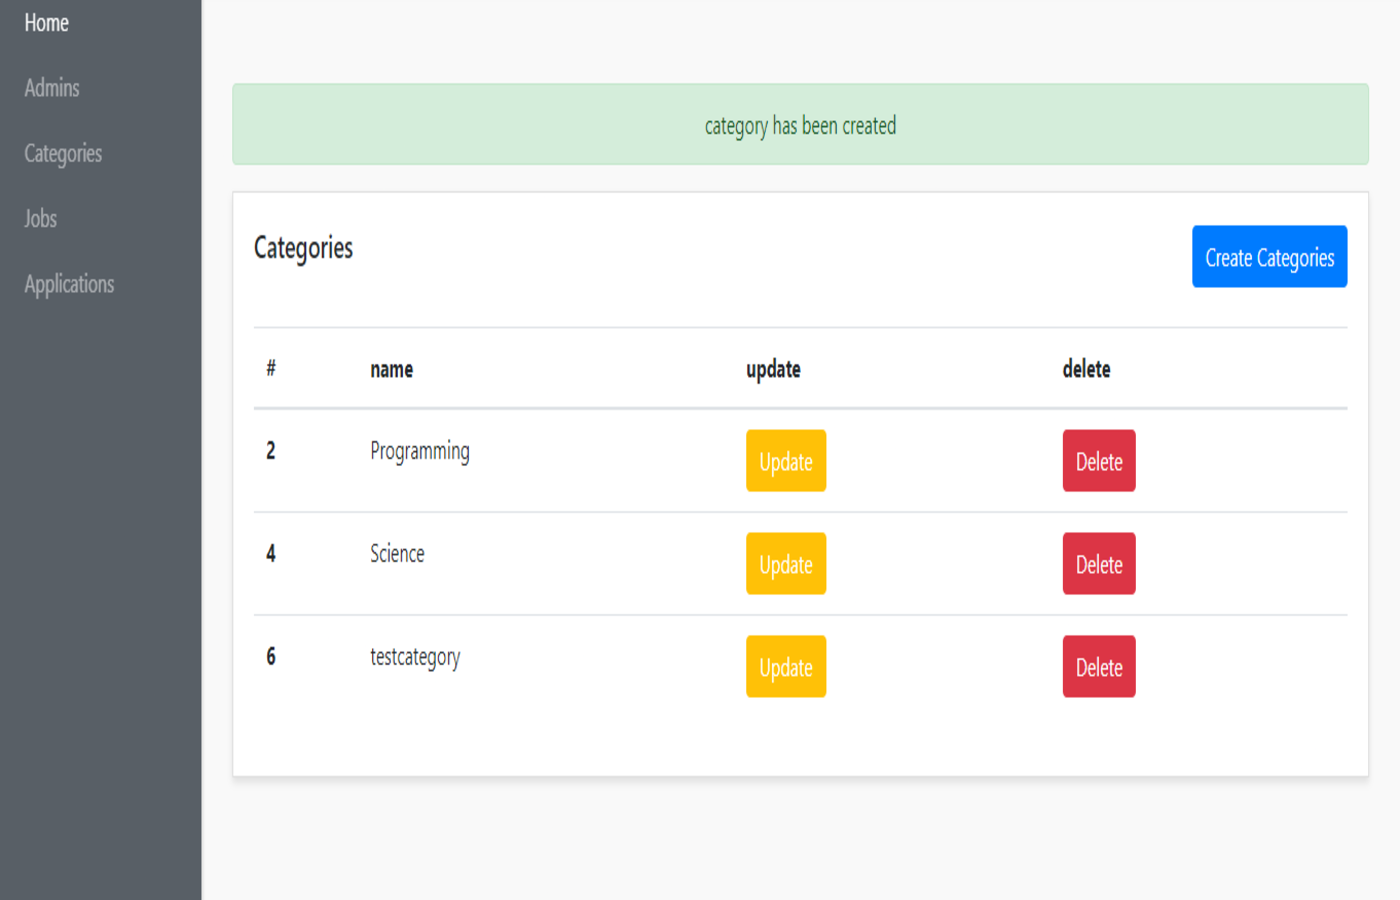 Home
Admins
Categories
Jobs
Applications
category has been created
Categories
Create Categories
# name update delete
2 Programming Update Delete
4 Science Update Delete
6 testcategory Update Delete